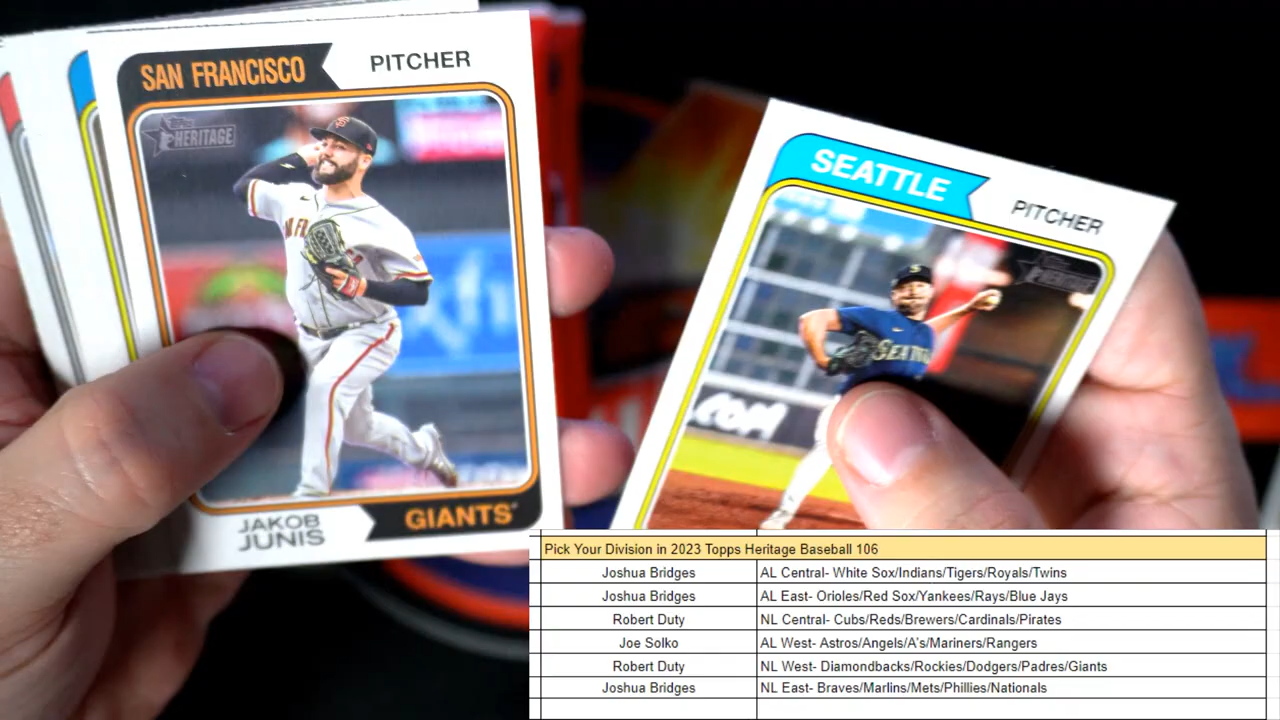 SAN FRANCISCO
PITCHER
Topps
HERITAGE
JAKOB
JUNIS
GIANTS
SEATTLE
PITCHER
HERITAGE
SEATTLE
.COM
Pick Your Division in 2023 Topps Heritage Baseball 106
Joshua Bridges AL Central- White Sox/Indians/Tigers/Royals/Twins
Joshua Bridges AL East- Orioles/Red Sox/Yankees/Rays/Blue Jays
Robert Duty NL Central- Cubs/Reds/Brewers/Cardinals/Pirates
Joe Solko AL West- Astros/Angels/A's/Mariners/Rangers
Robert Duty NL West- Diamondbacks/Rockies/Dodgers/Padres/Giants
Joshua Bridges NL East- Braves/Marlins/Mets/Phillies/Nationals